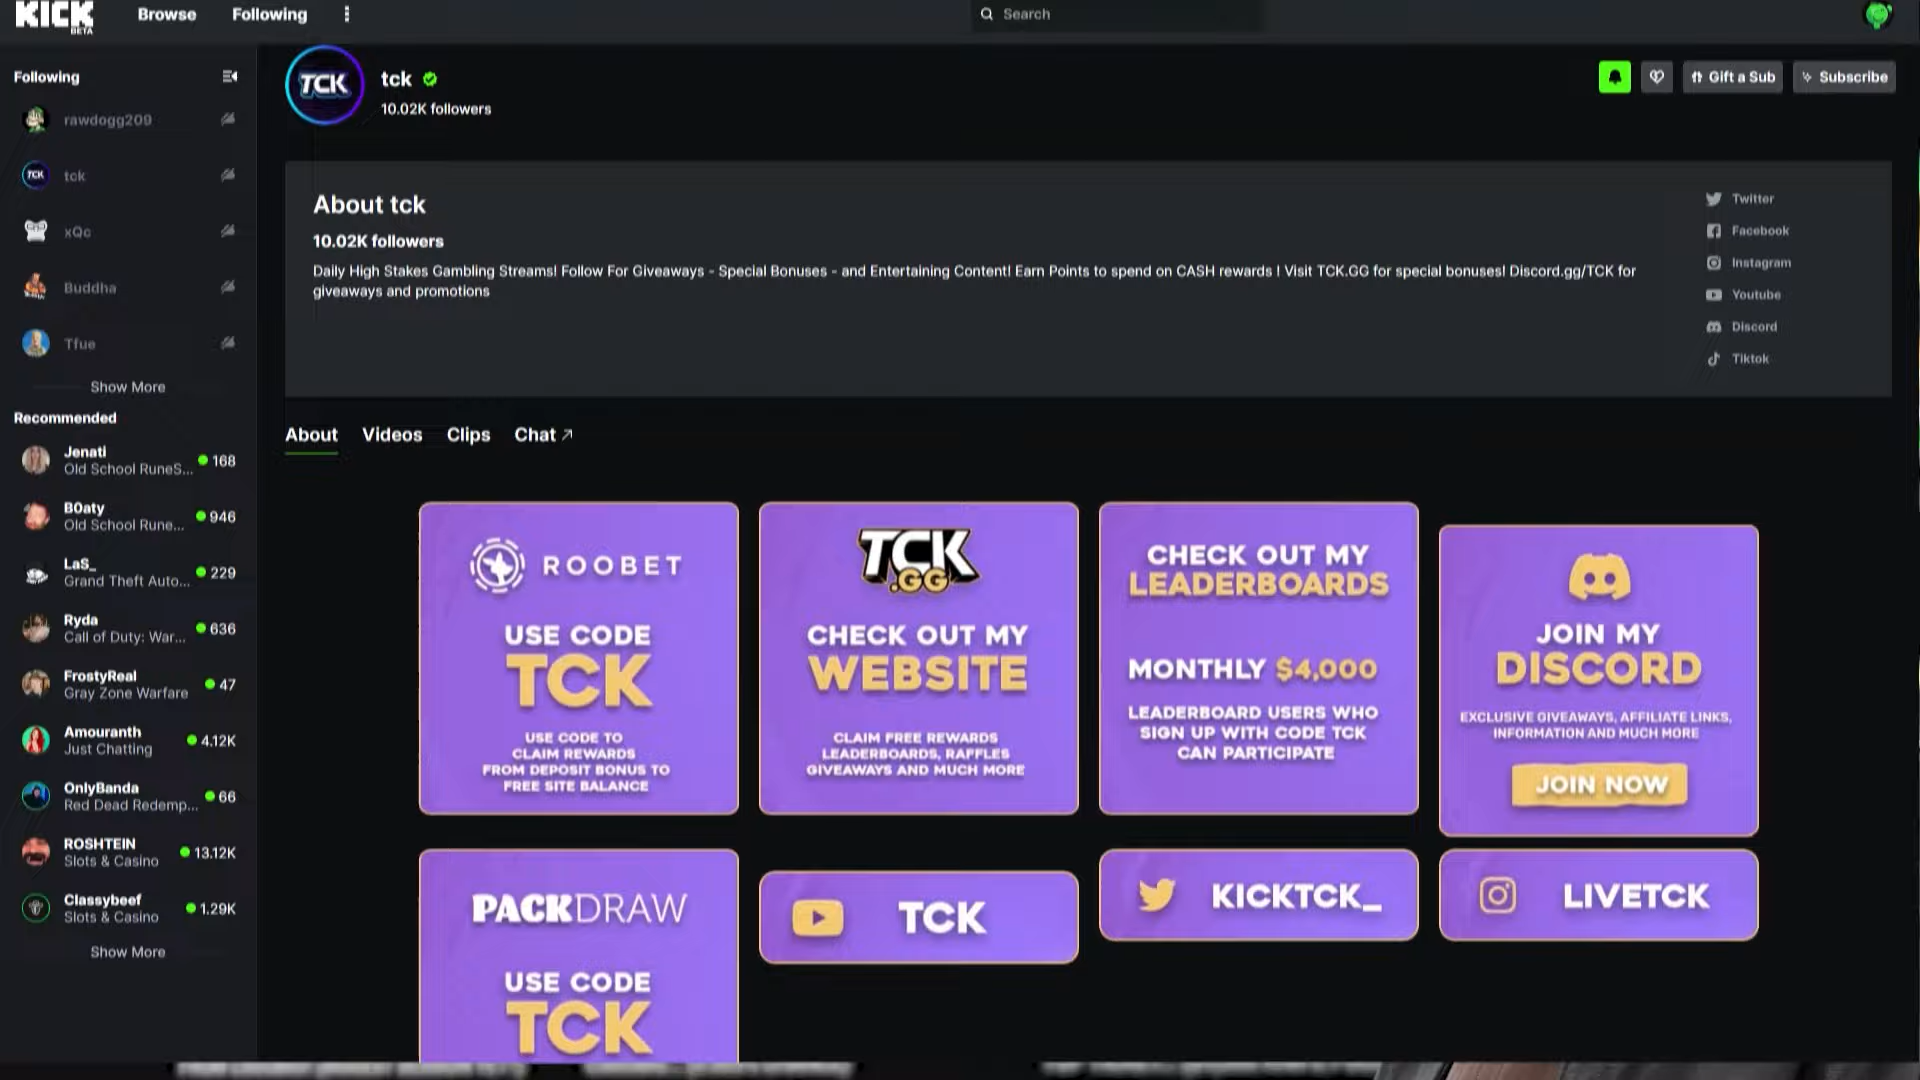 KICK
BETA
Browse
Following
Search
Following
rawdogg209
tck
xQc
Buddha
Tfue
Show More
Recommended
Jenati
Old School RuneS...
168
B0aty
Old School Rune...
946
LaS_
Grand Theft Auto...
229
Ryda
Call of Duty: War...
636
FrostyReal
Gray Zone Warfare
47
Amouranth
Just Chatting
4.12K
OnlyBanda
Red Dead Redemp...
66
ROSHTEIN
Slots & Casino
13.12K
Classybeef
Slots & Casino
1.29K
Show More
TCK
tck
10.02K followers
Gift a Sub
Subscribe
About tck
10.02K followers
Daily High Stakes Gambling Streams! Follow For Giveaways - Special Bonuses - and Entertaining Content! Earn Points to spend on CASH rewards ! Visit TCK.GG for special bonuses! Discord.gg/TCK for
giveaways and promotions
Twitter
Facebook
Instagram
Youtube
Discord
Tiktok
About
Videos
Clips
Chat
ROOBET
USE CODE
TCK
USE CODE TO
CLAIM REWARDS
FROM DEPOSIT BONUS TO
FREE SITE BALANCE
TCK
.GG
CHECK OUT MY
WEBSITE
CLAIM FREE REWARDS
LEADERBOARDS, RAFFLES
GIVEAWAYS AND MUCH MORE
CHECK OUT MY
LEADERBOARDS
MONTHLY $4,000
LEADERBOARD USERS WHO
SIGN UP WITH CODE TCK
CAN PARTICIPATE
JOIN MY
DISCORD
EXCLUSIVE GIVEAWAYS, AFFILIATE LINKS,
INFORMATION AND MUCH MORE
JOIN NOW
PACKDRAW
USE CODE
TCK
TCK
KICKTCK_
LIVETCK